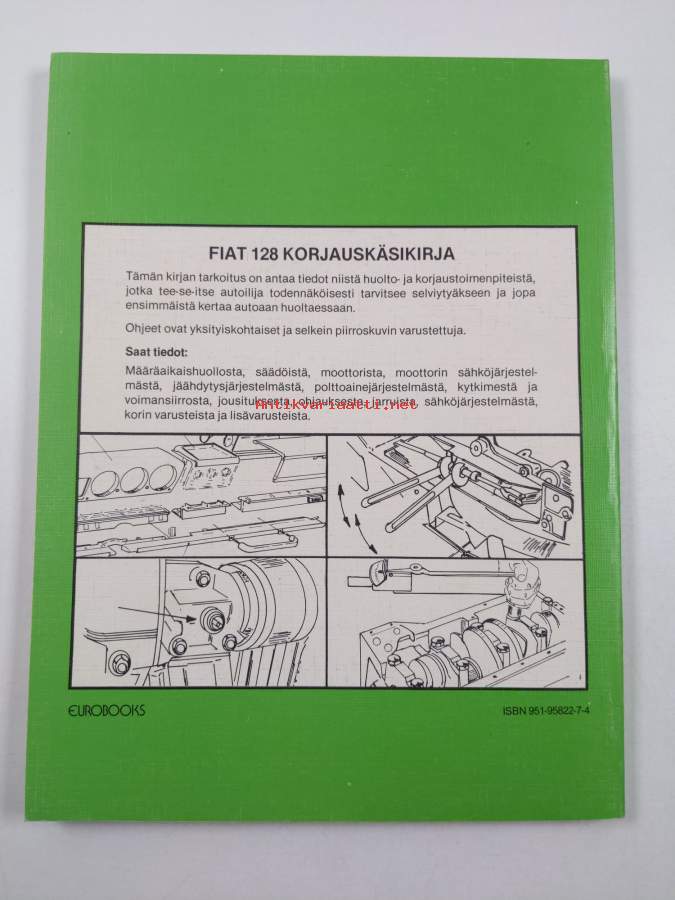 FIAT 128 KORJAUSKÄSIKIRJA
Tämän kirjan tarkoitus on antaa tiedot niistä huolto- ja korjaustoimenpiteistä,
jotka tee-se-itse autoilija todennäköisesti tarvitsee selviytyäkseen ja jopa
ensimmäistä kertaa autoaan huoltaessaan.
Ohjeet ovat yksityiskohtaiset ja selkein piirroskuvin varustettuja.
Saat tiedot:
Määräaikaishuollosta, säädöistä, moottorista, moottorin sähköjärjestel-
mästä, jäähdytysjärjestelmästä, polttoainejärjestelmästä, kytkimestä ja
voimansiirrosta, jousituksesta, ohjauksesta, jarruista, sähköjärjestelmästä,
Antikvariaatti.net
korin varusteista ja lisävarusteista.
EUROBOOKS
ISBN 951-95822-7-4